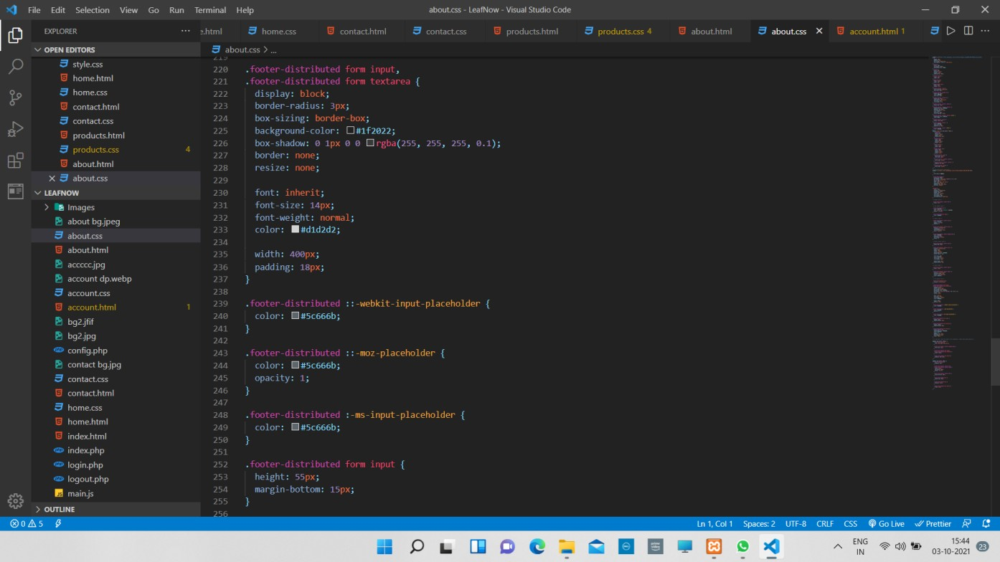 File Edit Selection View Go Run Terminal Help
about.css - LeafNow - Visual Studio Code
EXPLORER
e.html home.css contact.html contact.css products.html products.css 4 about.html about.css account.html 1
OPEN EDITORS
about.css > ...
style.css
home.html
home.css
contact.html
contact.css
products.html
products.css 4
about.html
about.css
LEAFNOW
Images
about bg.jpeg
about.css
about.html
accccc.jpg
account dp.webp
account.css
account.html 1
bg2.jfif
bg2.jpg
config.php
contact bg.jpg
contact.css
contact.html
home.css
home.html
index.html
index.php
login.php
logout.php
main.js
OUTLINE
219
220 .footer-distributed form input,
221 .footer-distributed form textarea {
222 display: block;
223 border-radius: 3px;
224 box-sizing: border-box;
225 background-color: #1f2022;
226 box-shadow: 0 1px 0 0 rgba(255, 255, 255, 0.1);
227 border: none;
228 resize: none;
229
230 font: inherit;
231 font-size: 14px;
232 font-weight: normal;
233 color: #d1d2d2;
234
235 width: 400px;
236 padding: 18px;
237 }
238
239 .footer-distributed ::-webkit-input-placeholder {
240 color: #5c666b;
241 }
242
243 .footer-distributed ::-moz-placeholder {
244 color: #5c666b;
245 opacity: 1;
246 }
247
248 .footer-distributed :-ms-input-placeholder {
249 color: #5c666b;
250 }
251
252 .footer-distributed form input {
253 height: 55px;
254 margin-bottom: 15px;
255 }
256
0 5 Ln 1, Col 1 Spaces: 2 UTF-8 CRLF CSS Go Live Prettier
ENG
IN
15:44
03-10-2021
23